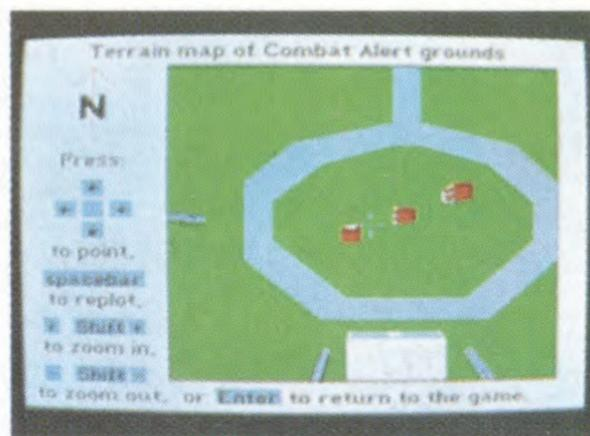 Terrain map of Combat Alert grounds
N
Press:
to point,
spacebar
to replot,
+ Shift +
to zoom in,
- Shift -
to zoom out, or Enter to return to the game.